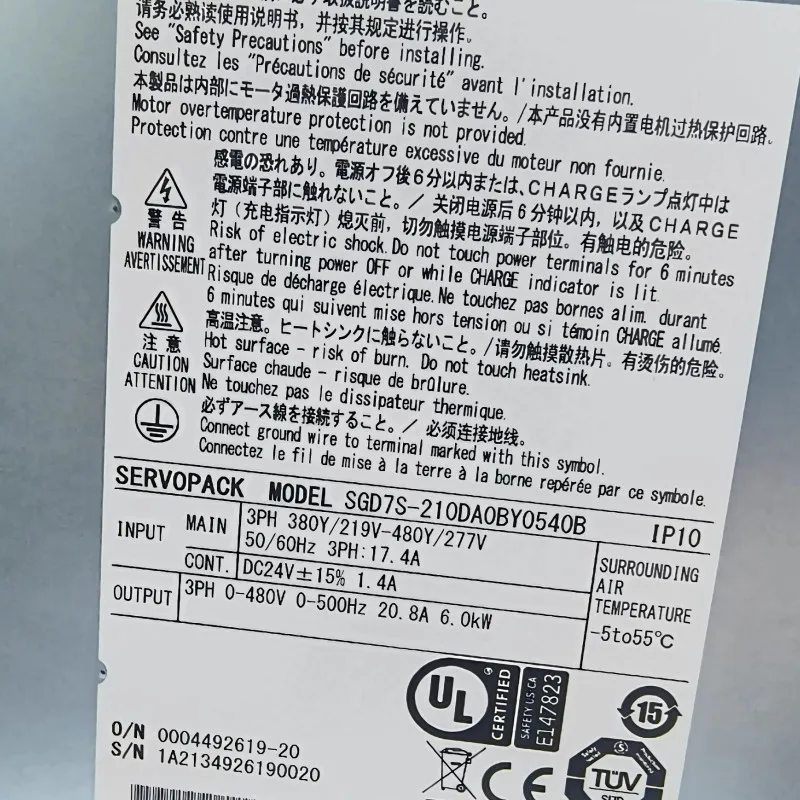 取扱説明書を読むこと。
请务必熟读使用说明书，并按其规定进行操作。
See "Safety Precautions" before installing.
Consultez les "Précautions de sécurité" avant l'installation.
本製品は内部にモータ過熱保護回路を備えていません。/本产品没有内置电机过热保护回路。
Motor overtemperature protection is not provided.
Protection contre une température excessive du moteur non fournie.
感電の恐れあり。電源オフ後6分以内または、CHARGEランプ点灯中は
電源端子部に触れないこと。／关闭电源后6分钟以内，以及CHARGE
灯（充电指示灯）熄灭前，切勿触摸电源端子部位。有触电的危险。
警告
WARNING
AVERTISSEMENT
Risk of electric shock. Do not touch power terminals for 6 minutes
after turning power OFF or while CHARGE indicator is lit.
Risque de décharge électrique. Ne touchez pas bornes alim. durant
6 minutes qui suivent mise hors tension ou si témoin CHARGE allumé.
高温注意。ヒートシンクに触らないこと。/请勿触摸散热片。有烫伤的危险。
注意
CAUTION
ATTENTION
Hot surface - risk of burn. Do not touch heatsink.
Surface chaude - risque de brûlure.
Ne touchez pas le dissipateur thermique.
必ずアース線を接続すること。／ 必须连接地线。
Connect ground wire to terminal marked with this symbol.
Connectez le fil de mise à la terre à la borne repérée par ce symbole.
SERVOPACK MODEL SGD7S-210DA0BY0540B IP10
INPUT MAIN 3PH 380Y/219V-480Y/277V
50/60Hz 3PH:17.4A
CONT. DC24V±15% 1.4A
OUTPUT 3PH 0-480V 0-500Hz 20.8A 6.0kW
SURROUNDING
AIR
TEMPERATURE
-5to55℃
UL
CERTIFIED
SAFETY US CA
E147823
15
O/N 0004492619-20
S/N 1A2134926190020
CE
TÜV